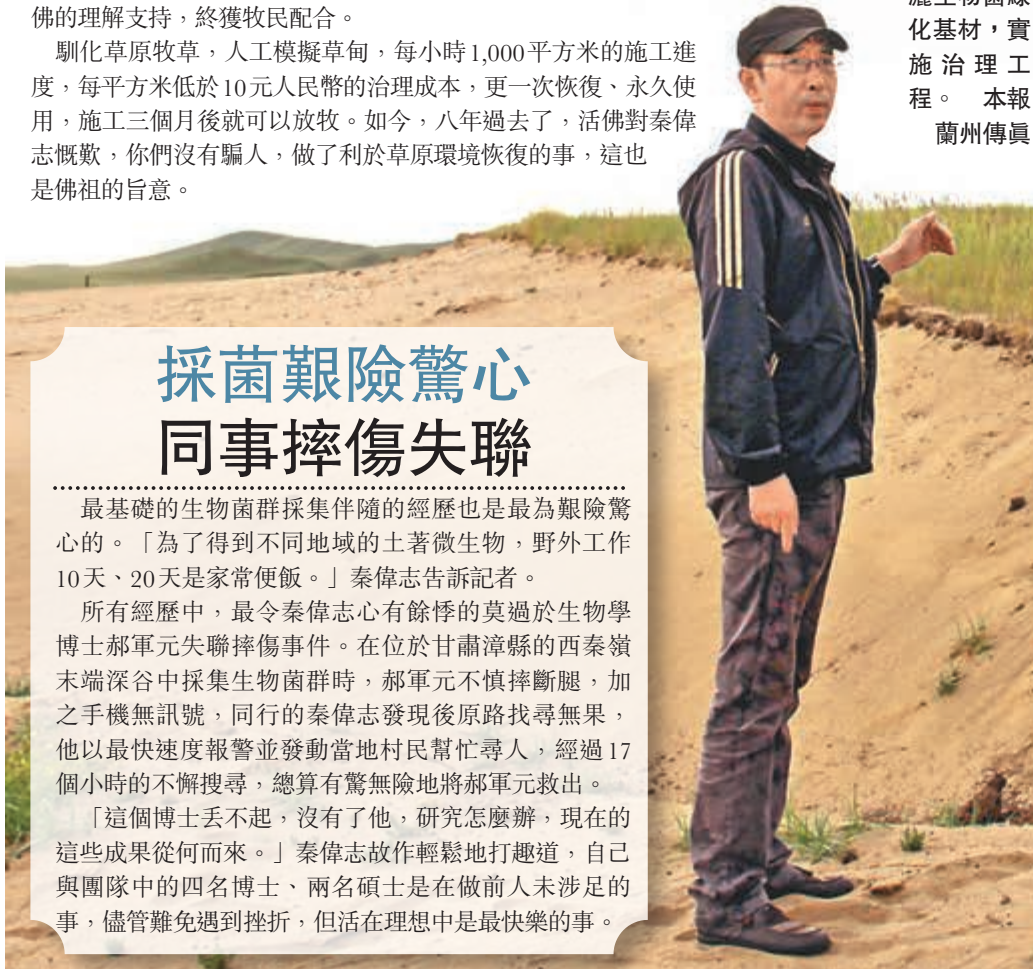 佛的理解支持，終獲牧民配合。
馴化草原牧草，人工模擬草甸，每小時1,000平方米的施工進
度，每平方米低於10元人民幣的治理成本，更一次恢復、永久使
用，施工三個月後就可以放牧。如今，八年過去了，活佛對秦偉
志慨歎，你們沒有騙人，做了利於草原環境恢復的事，這也
是佛祖的旨意。
化基材，實
施治理工
程。　本報
蘭州傳真
採菌艱險驚心
同事摔傷失聯
最基礎的生物菌群採集伴隨的經歷也是最為艱險驚
心的。「為了得到不同地域的土著微生物，野外工作
10天、20天是家常便飯。」秦偉志告訴記者。
所有經歷中，最令秦偉志心有餘悸的莫過於生物學
博士郝軍元失聯摔傷事件。在位於甘肅漳縣的西秦嶺
末端深谷中採集生物菌群時，郝軍元不慎摔斷腿，加
之手機無訊號，同行的秦偉志發現後原路找尋無果，
他以最快速度報警並發動當地村民幫忙尋人，經過17
個小時的不懈搜尋，總算有驚無險地將郝軍元救出。
「這個博士丟不起，沒有了他，研究怎麼辦，現在的
這些成果從何而來。」秦偉志故作輕鬆地打趣道，自己
與團隊中的四名博士、兩名碩士是在做前人未涉足的
事，儘管難免遇到挫折，但活在理想中是最快樂的事。